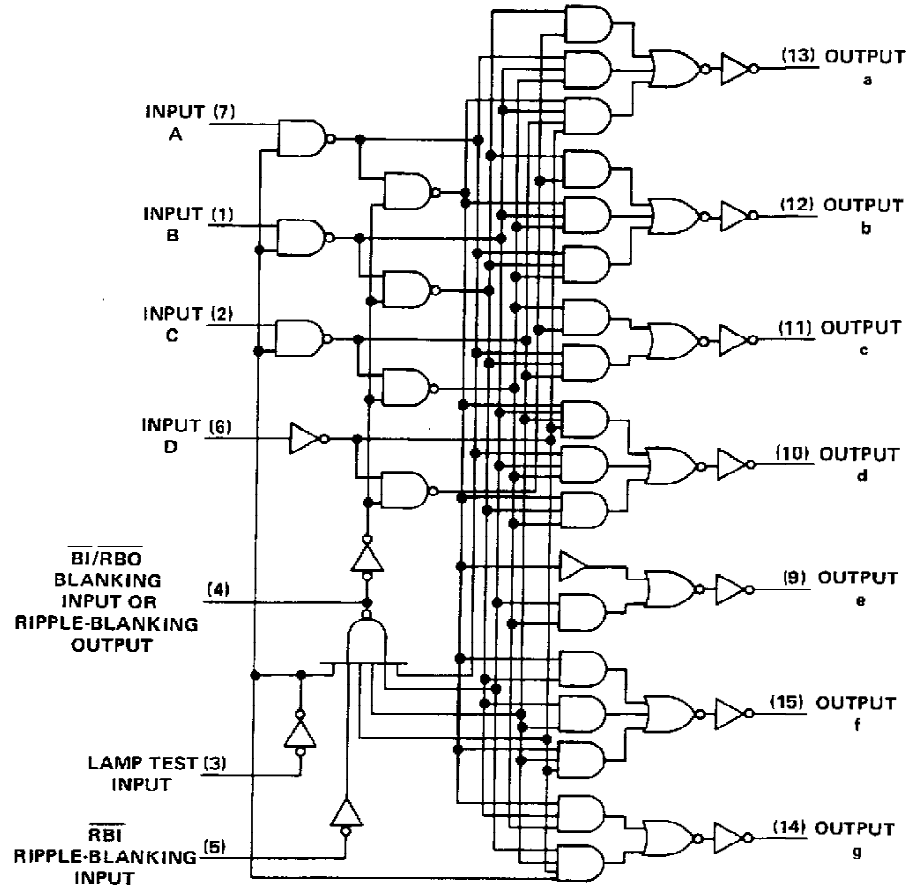 (13) OUTPUT
a
INPUT (7)
A
INPUT (1)
B
(12) OUTPUT
b
INPUT (2)
C
(11) OUTPUT
c
INPUT (6)
D
(10) OUTPUT
d
BI/RBO
BLANKING
INPUT OR (4)
RIPPLE-BLANKING
OUTPUT
(9) OUTPUT
e
(15) OUTPUT
f
LAMP TEST (3)
INPUT
RBI
RIPPLE-BLANKING (5)
INPUT
(14) OUTPUT
g